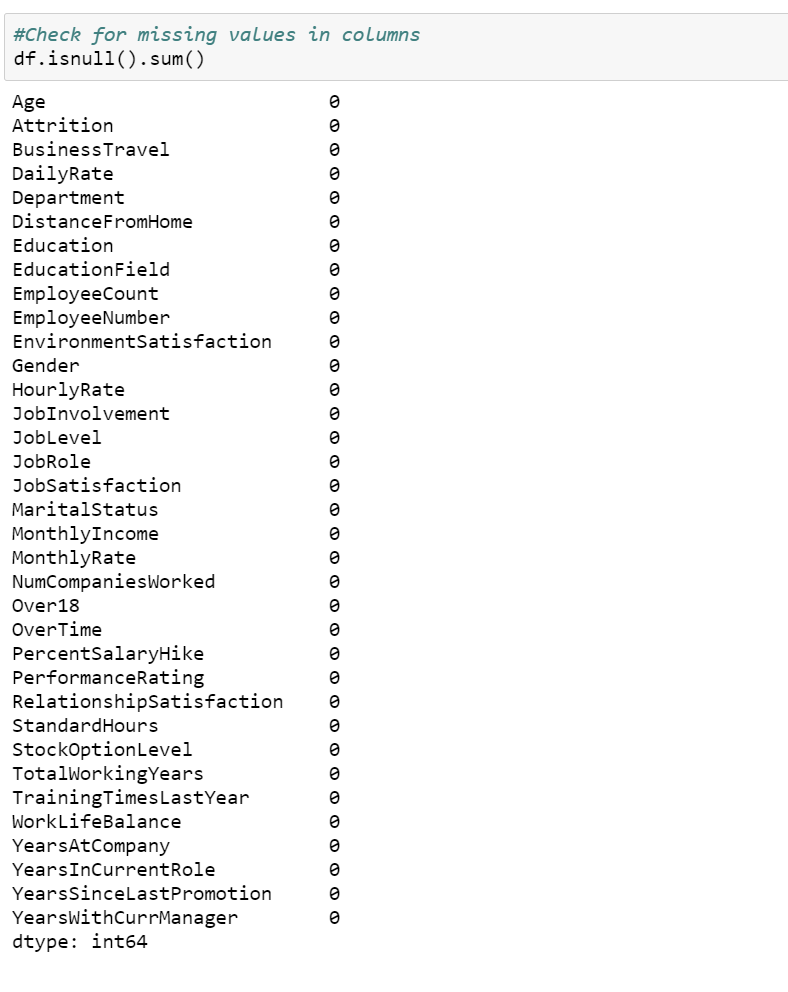 #Check for missing values in columns
df.isnull().sum()
Age 0
Attrition 0
BusinessTravel 0
DailyRate 0
Department 0
DistanceFromHome 0
Education 0
EducationField 0
EmployeeCount 0
EmployeeNumber 0
EnvironmentSatisfaction 0
Gender 0
HourlyRate 0
JobInvolvement 0
JobLevel 0
JobRole 0
JobSatisfaction 0
MaritalStatus 0
MonthlyIncome 0
MonthlyRate 0
NumCompaniesWorked 0
Over18 0
OverTime 0
PercentSalaryHike 0
PerformanceRating 0
RelationshipSatisfaction 0
StandardHours 0
StockOptionLevel 0
TotalWorkingYears 0
TrainingTimesLastYear 0
WorkLifeBalance 0
YearsAtCompany 0
YearsInCurrentRole 0
YearsSinceLastPromotion 0
YearsWithCurrManager 0
dtype: int64